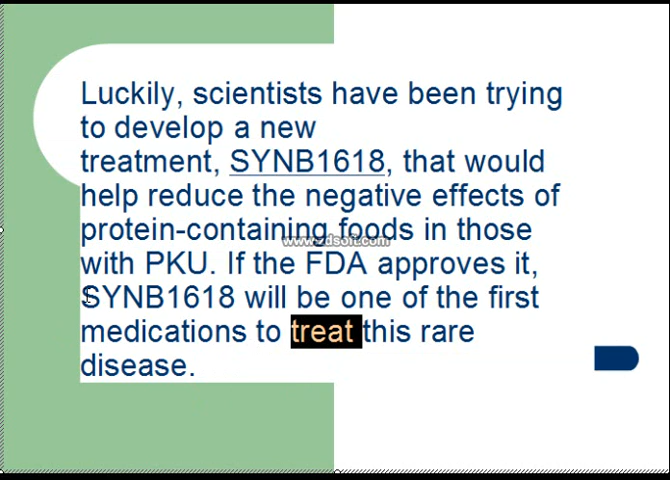 Luckily, scientists have been trying
to develop a new
treatment, SYNB1618, that would
help reduce the negative effects of
protein-containing foods in those
www.zdsoft.com
with PKU. If the FDA approves it,
SYNB1618 will be one of the first
medications to treat this rare
disease.